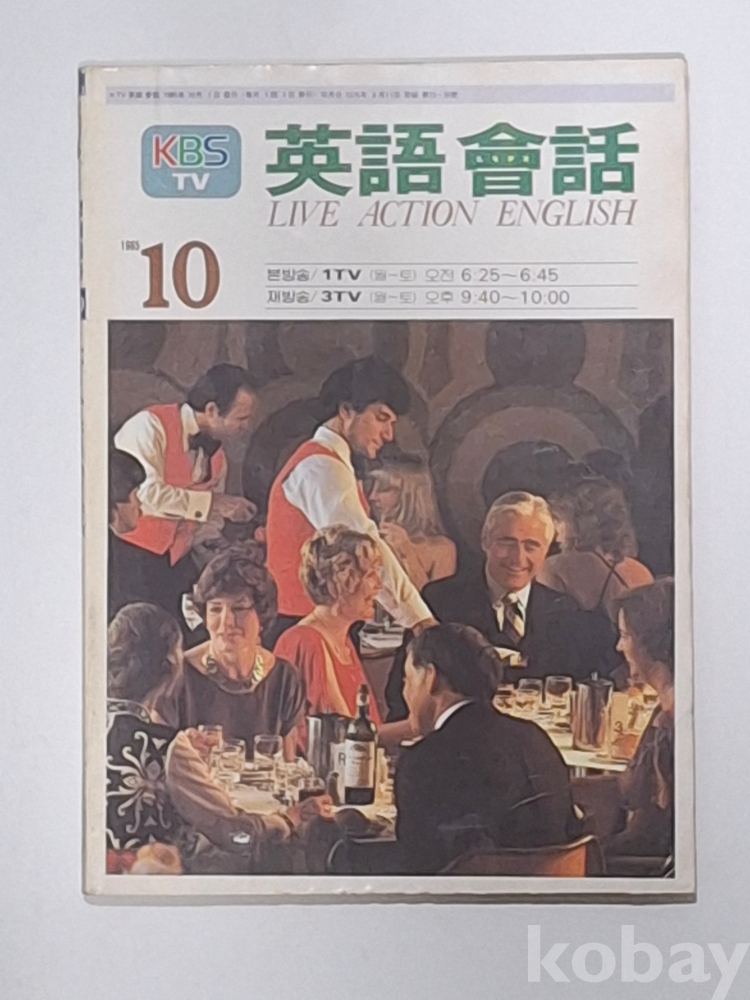 KBS
TV
英語 會話
LIVE ACTION ENGLISH
1985
10
본방송/1TV (월~토) 오전 6:25~6:45
재방송/3TV (월~토) 오후 9:40~10:00
kobay